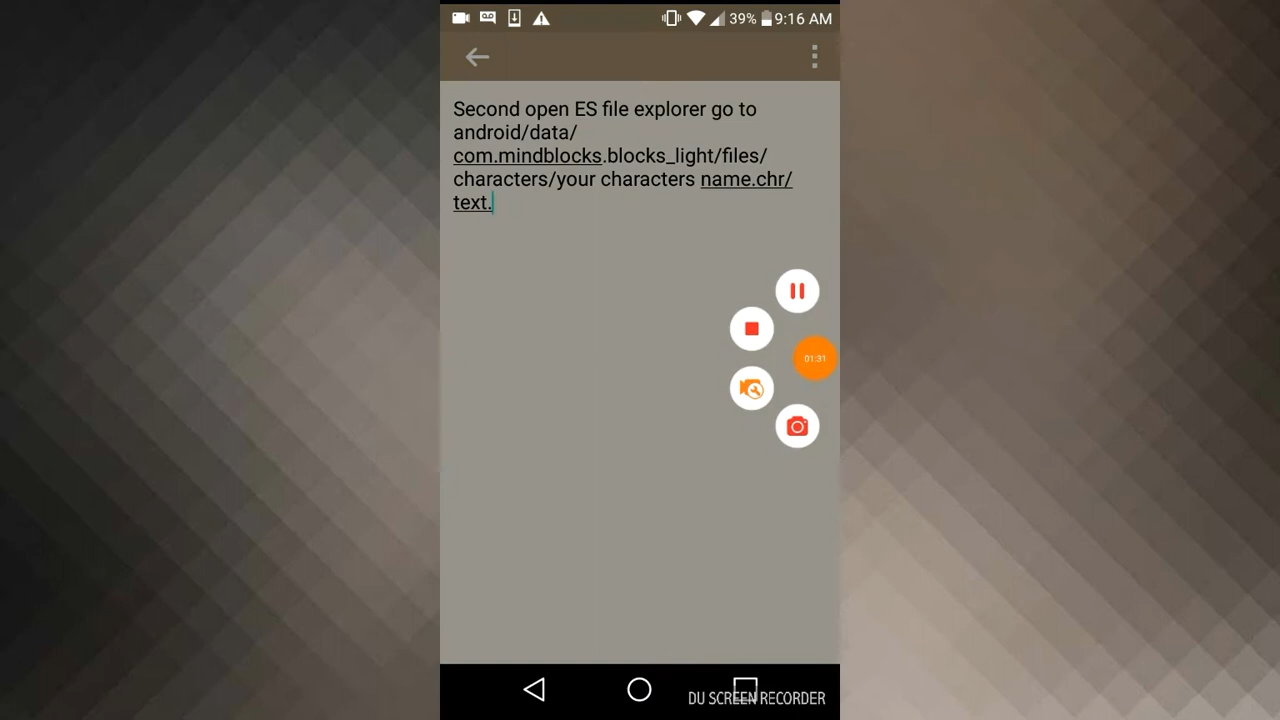 39% 9:16 AM
Second open ES file explorer go to
android/data/
com.mindblocks.blocks_light/files/
characters/your characters name.chr/
text.
01:31
DU SCREEN RECORDER